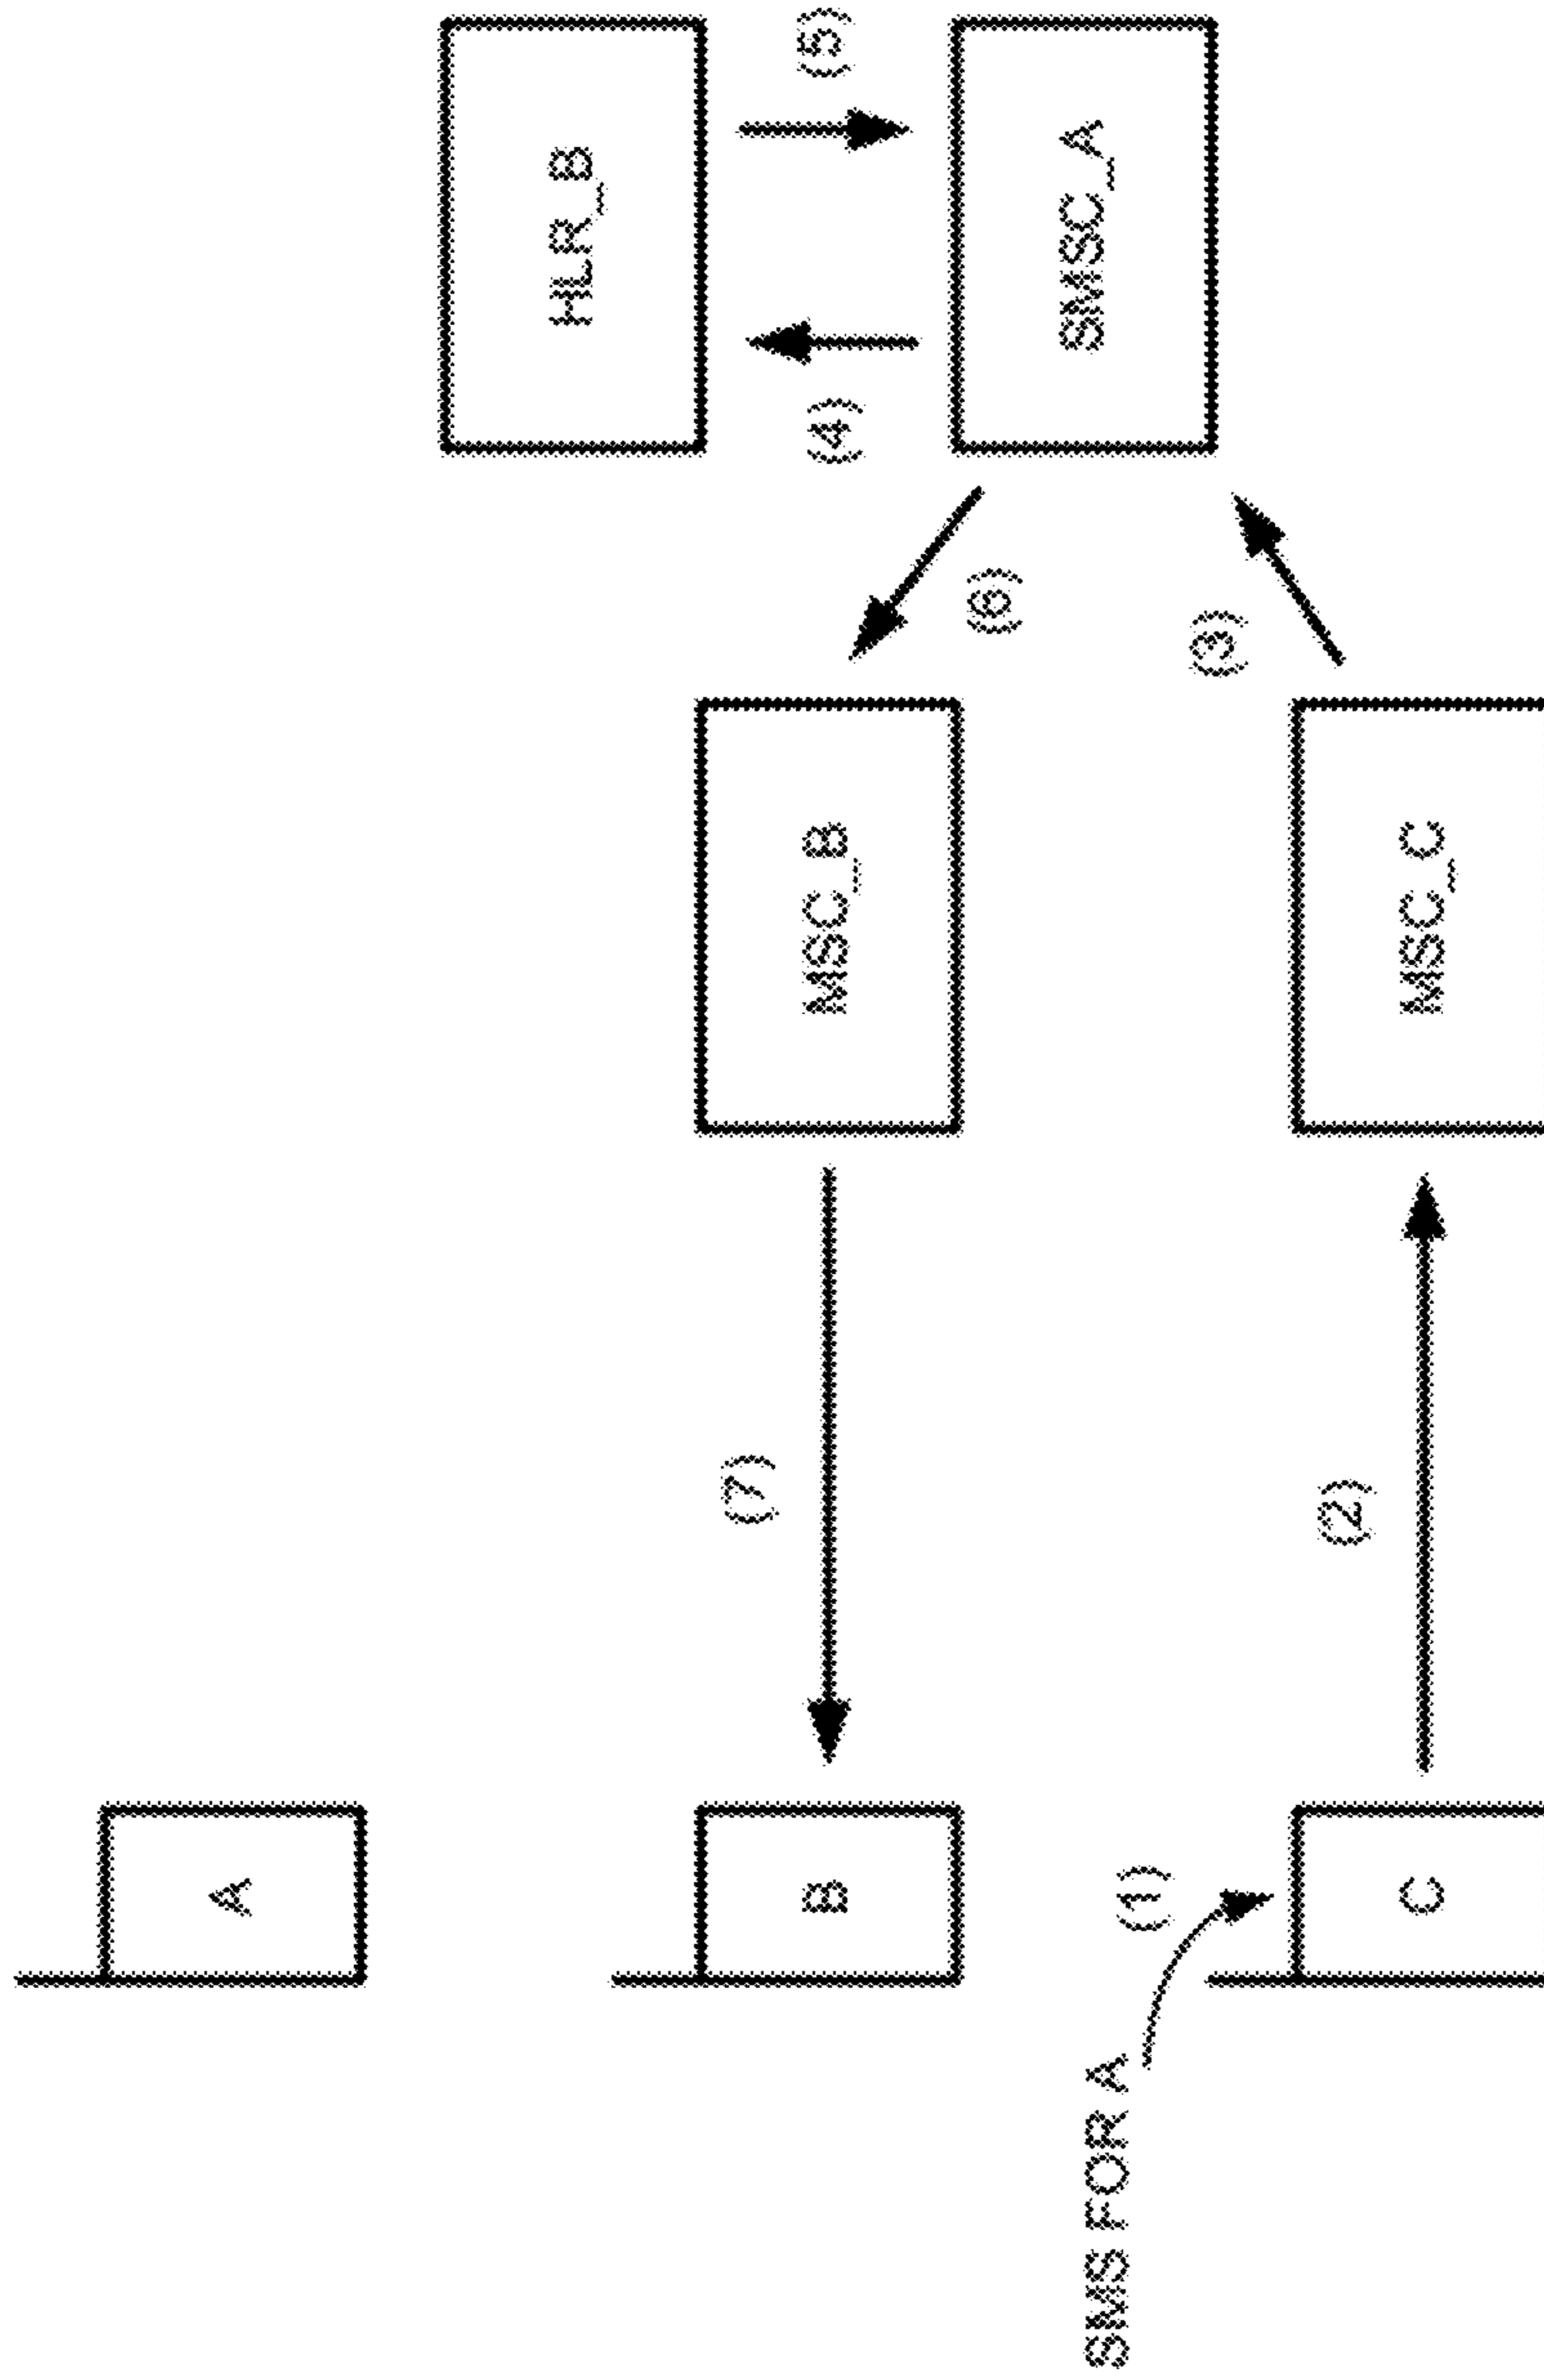 A
HLR_B
(7)
B
MSC_B
(4)
(5)
(6)
SMSC_A
SMS FOR A
(1)
(3)
(2)
C
MSC_C